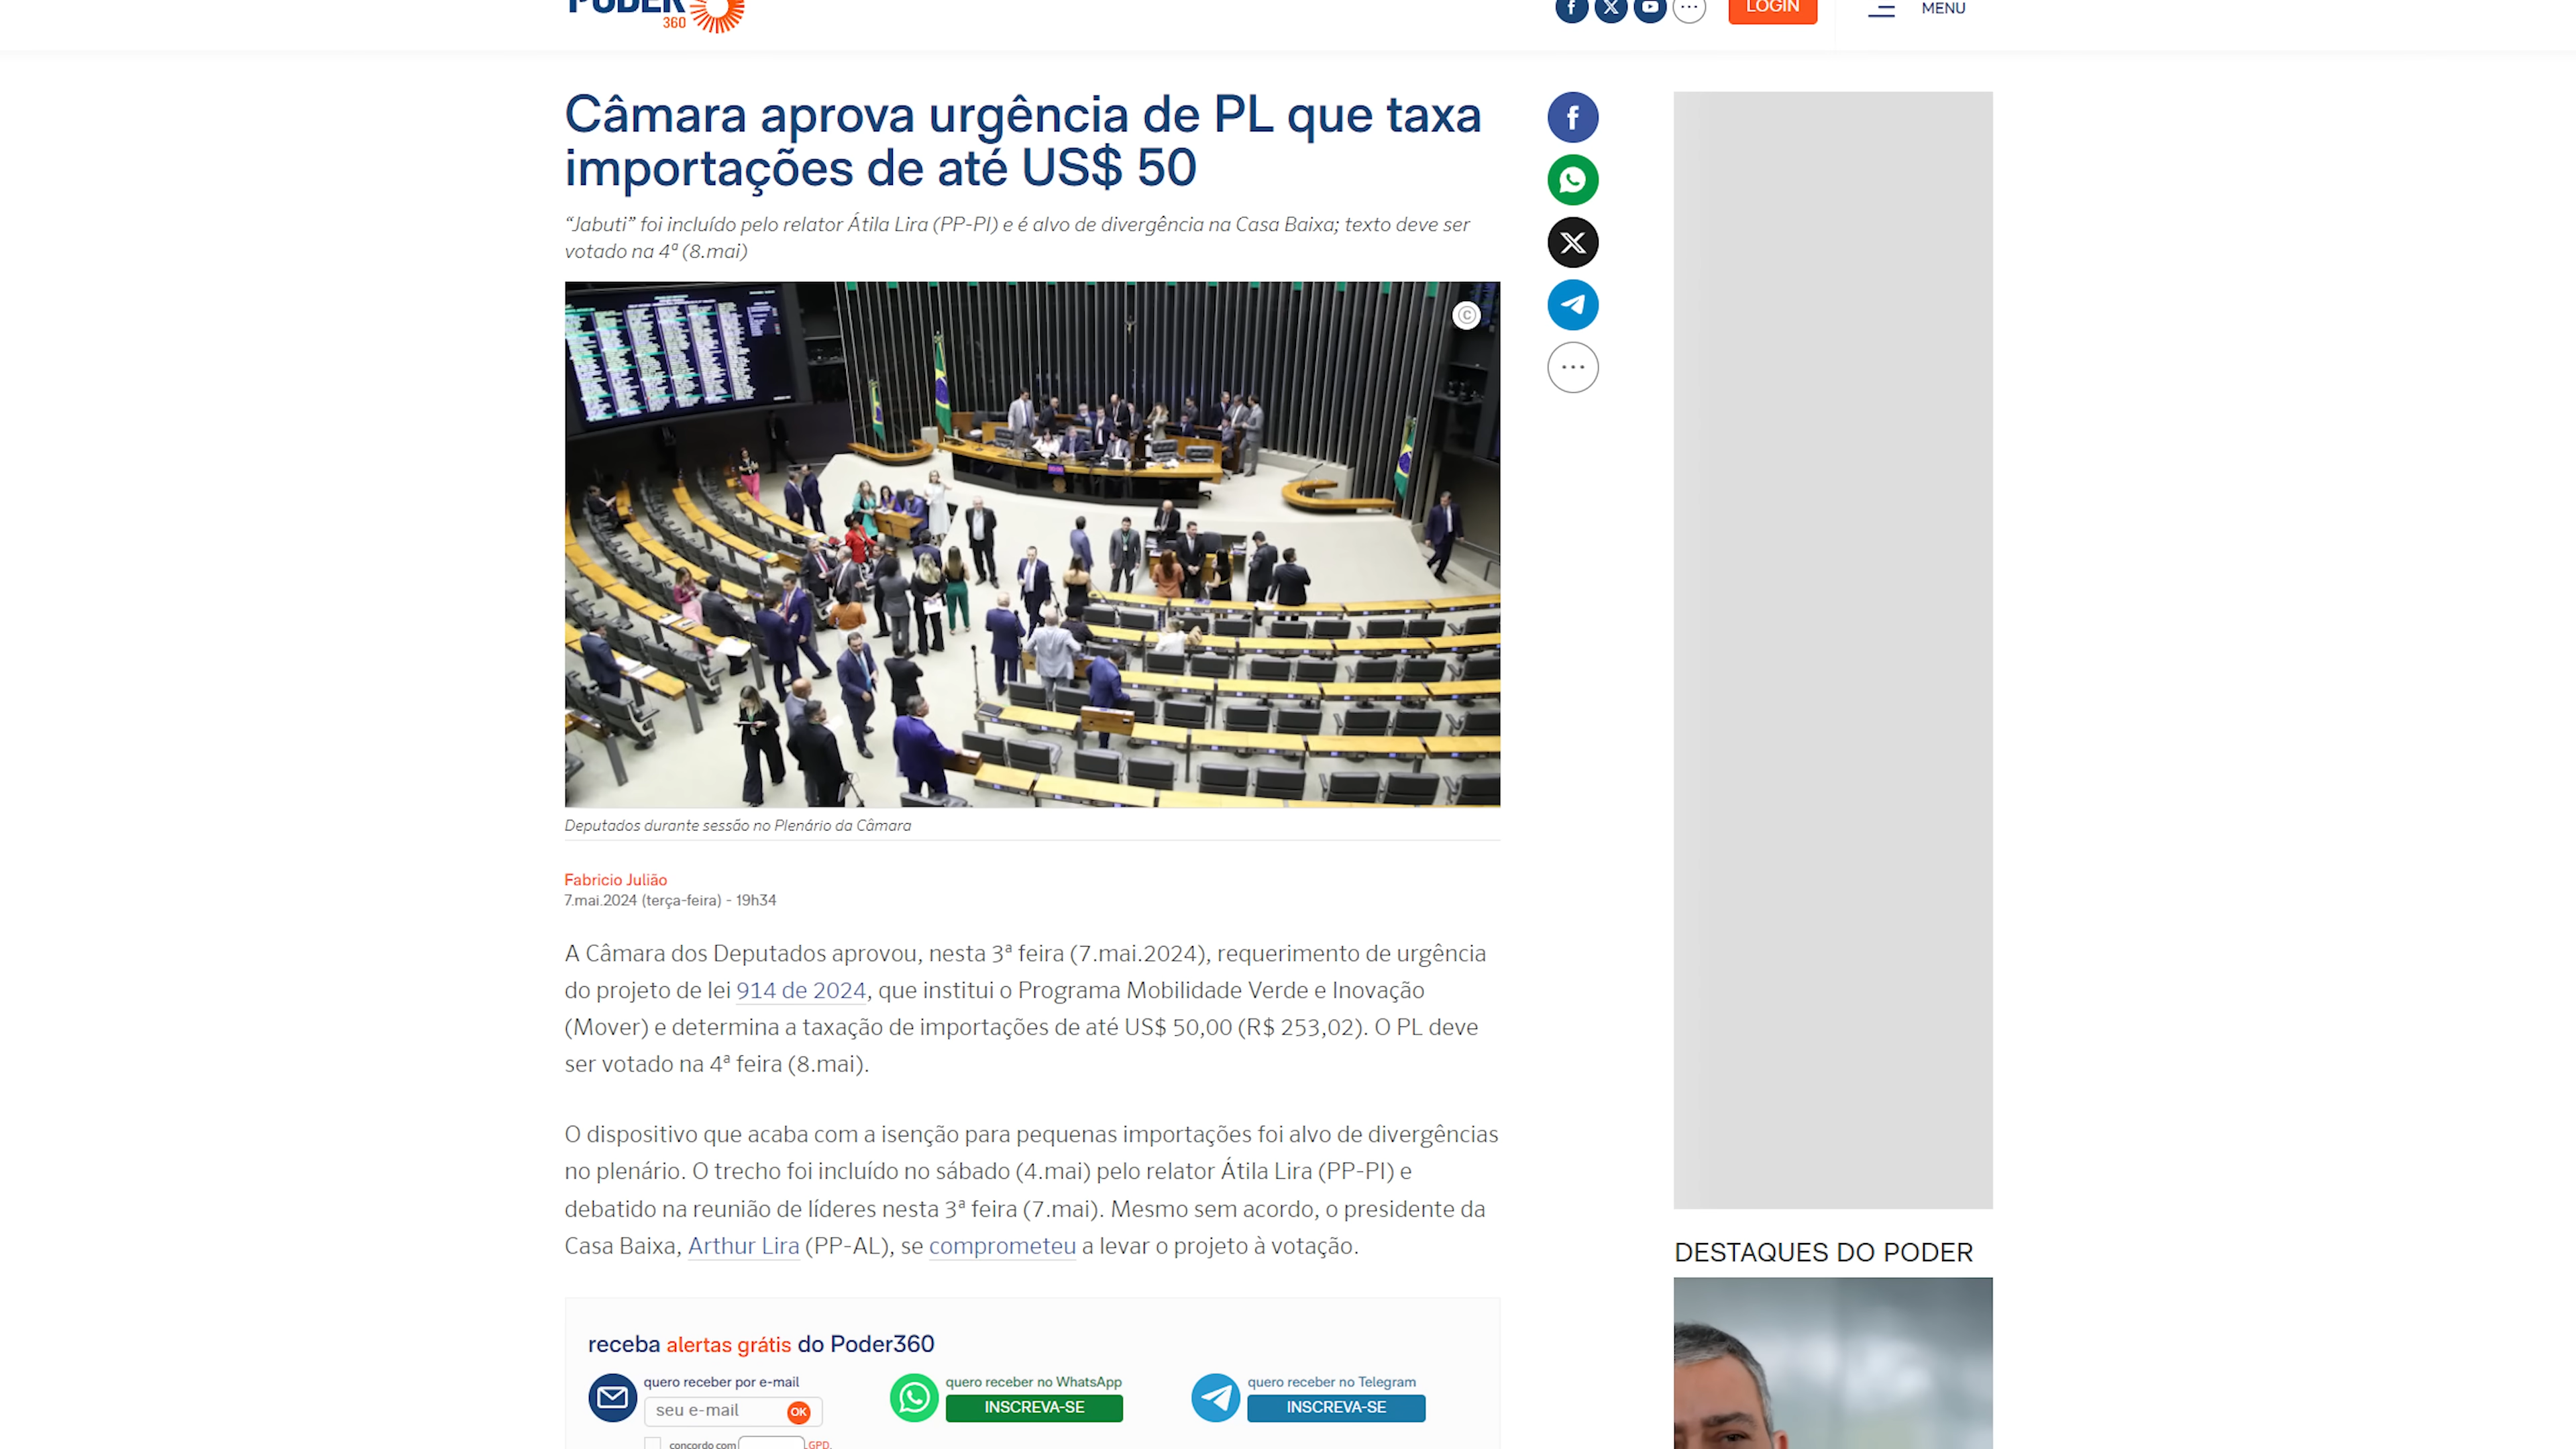 PODER
360
LOGIN
MENU
Câmara aprova urgência de PL que taxa
importações de até US$ 50
“Jabuti” foi incluído pelo relator Átila Lira (PP-PI) e é alvo de divergência na Casa Baixa; texto deve ser
votado na 4ª (8.mai)
Deputados durante sessão no Plenário da Câmara
Fabricio Julião
7.mai.2024 (terça-feira) - 19h34
A Câmara dos Deputados aprovou, nesta 3ª feira (7.mai.2024), requerimento de urgência
do projeto de lei 914 de 2024, que institui o Programa Mobilidade Verde e Inovação
(Mover) e determina a taxação de importações de até US$ 50,00 (R$ 253,02). O PL deve
ser votado na 4ª feira (8.mai).
O dispositivo que acaba com a isenção para pequenas importações foi alvo de divergências
no plenário. O trecho foi incluído no sábado (4.mai) pelo relator Átila Lira (PP-PI) e
debatido na reunião de líderes nesta 3ª feira (7.mai). Mesmo sem acordo, o presidente da
Casa Baixa, Arthur Lira (PP-AL), se comprometeu a levar o projeto à votação.
DESTAQUES DO PODER
receba alertas grátis do Poder360
quero receber por e-mail
seu e-mail OK
concordo com GPD.
quero receber no WhatsApp
INSCREVA-SE
quero receber no Telegram
INSCREVA-SE